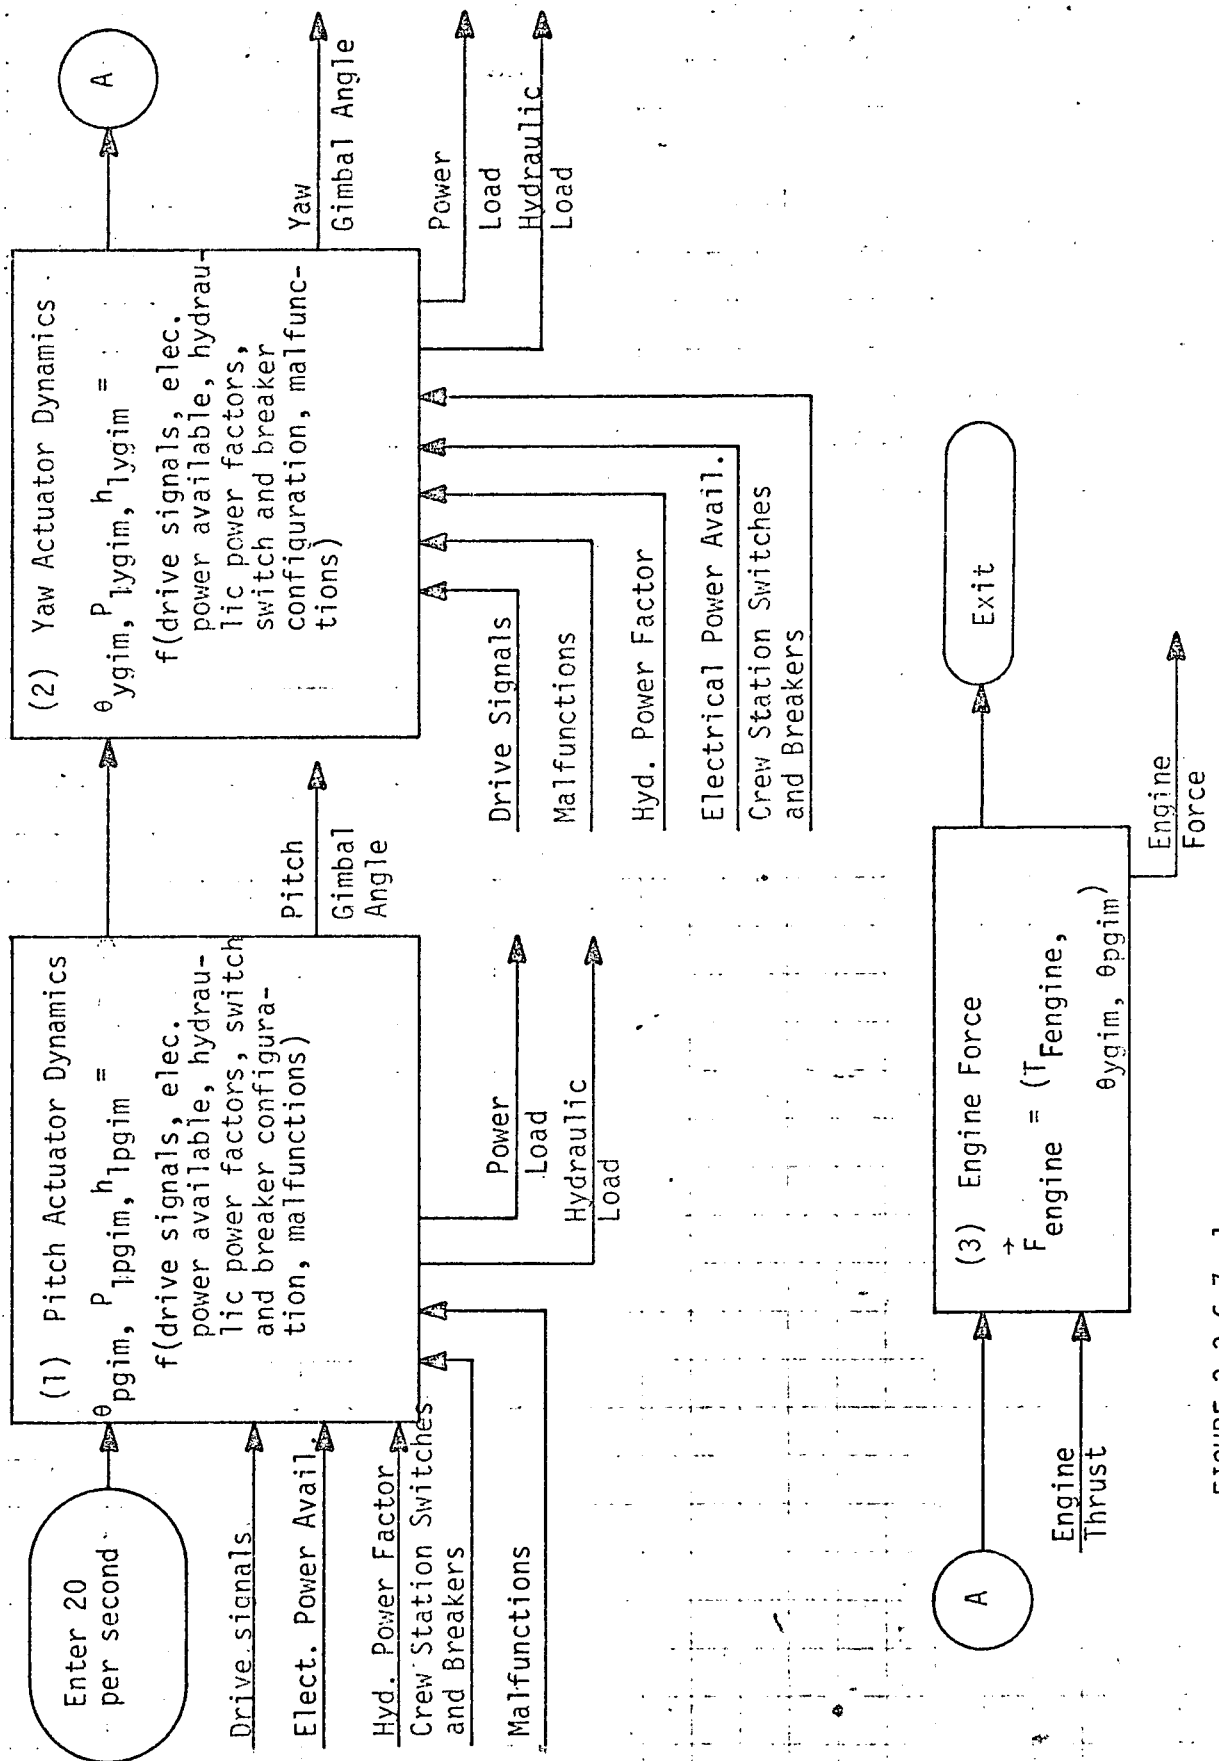 Enter 20
per second
(1) Pitch Actuator Dynamics
θpgim, Plpgim, hlpgim =
f(drive signals, elec.
power available, hydrau-
lic power factors, switch
and breaker configura-
tion, malfunctions)
Drive signals
Elect. Power Avail.
Hyd. Power Factor
Crew Station Switches
and Breakers
Malfunctions
Pitch
Gimbal
Angle
Power
Load
Hydraulic
Load
(2) Yaw Actuator Dynamics
θygim, Plygim, hlygim =
f(drive signals, elec.
power available, hydrau-
lic power factors,
switch and breaker
configuration, malfunc-
tions)
Drive Signals
Malfunctions
Hyd. Power Factor
Electrical Power Avail.
Crew Station Switches
and Breakers
Yaw
Gimbal Angle
Power
Load
Hydraulic
Load
A
A
Engine
Thrust
(3) Engine Force
F→engine = (TFengine,
θygim, θpgim)
Exit
Engine
Force